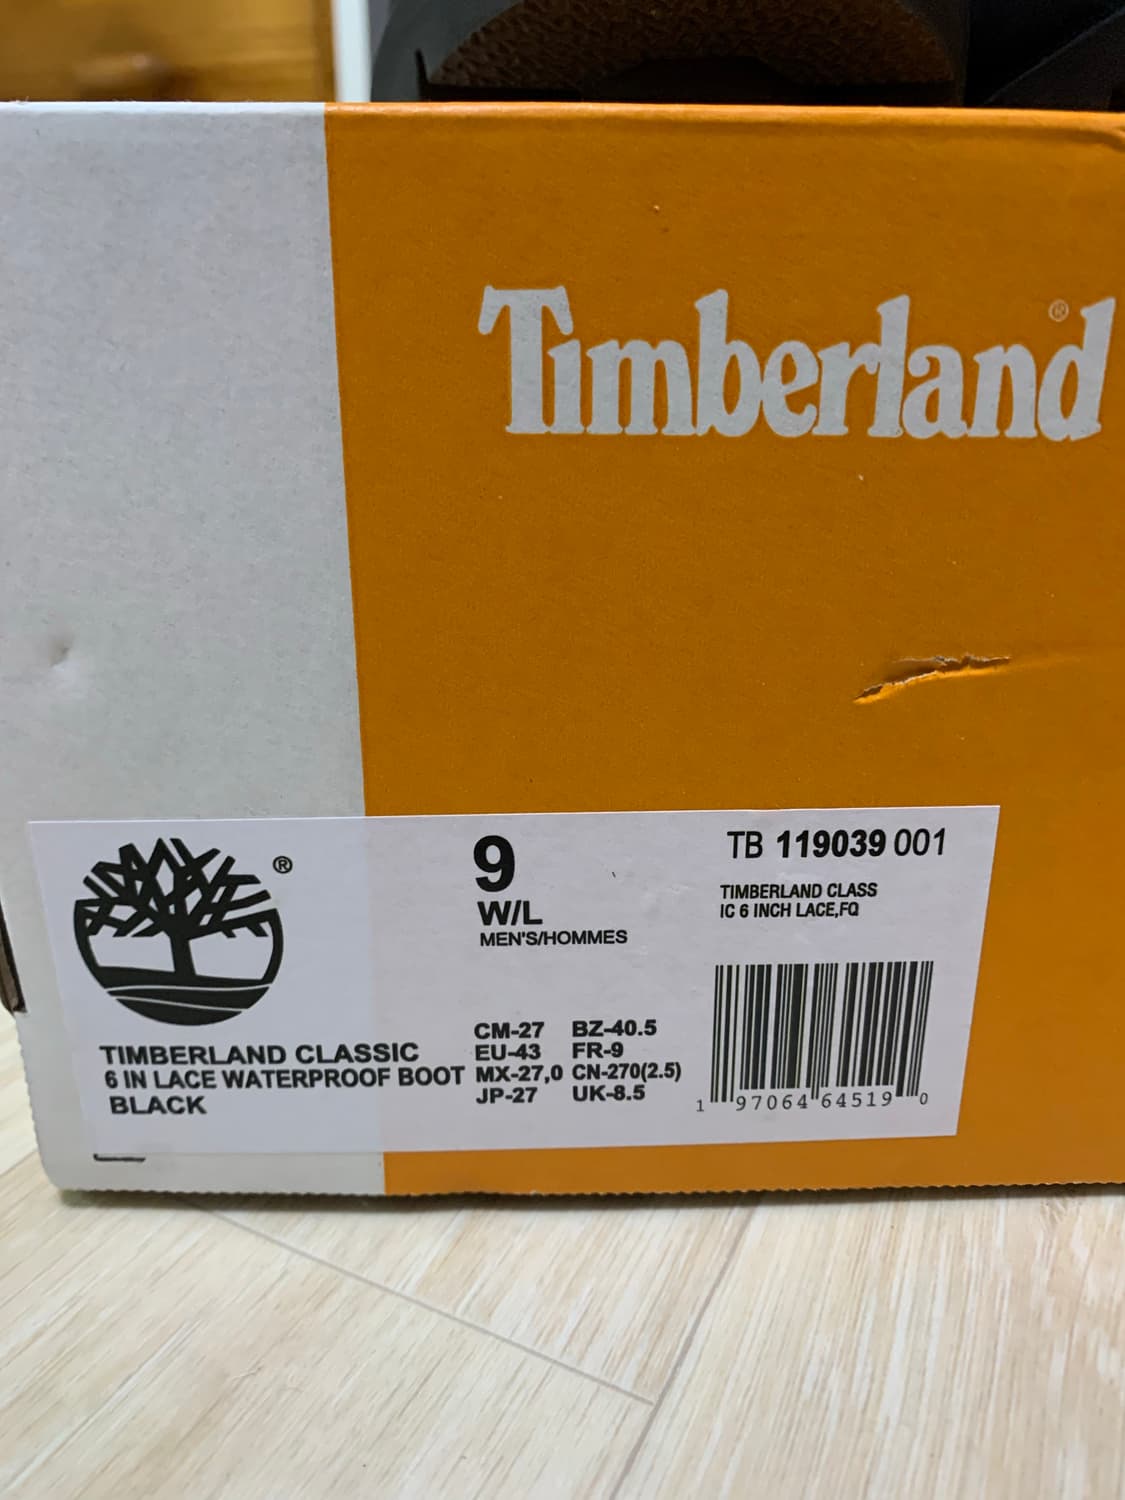 Timberland®
®
9
W/L
MEN'S/HOMMES
TB 119039 001
TIMBERLAND CLASS
IC 6 INCH LACE,FQ
TIMBERLAND CLASSIC
6 IN LACE WATERPROOF BOOT
BLACK
CM-27 BZ-40.5
EU-43 FR-9
MX-27,0 CN-270(2.5)
JP-27 UK-8.5
1 97064 64519 0